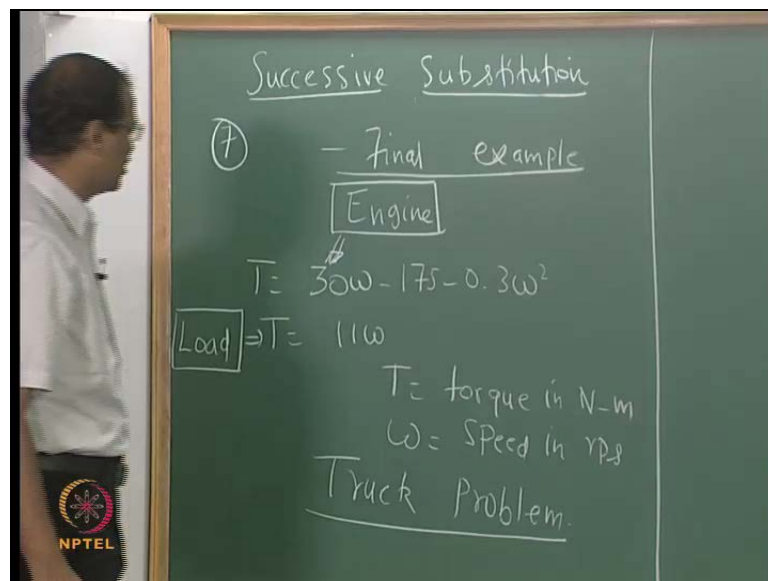 Successive Substitution
7 - Final example
Engine
T = 30ω - 175 - 0.3ω²
Load ⇒ T = 11ω
T = torque in N-m
ω = Speed in rps
Truck Problem.
NPTEL